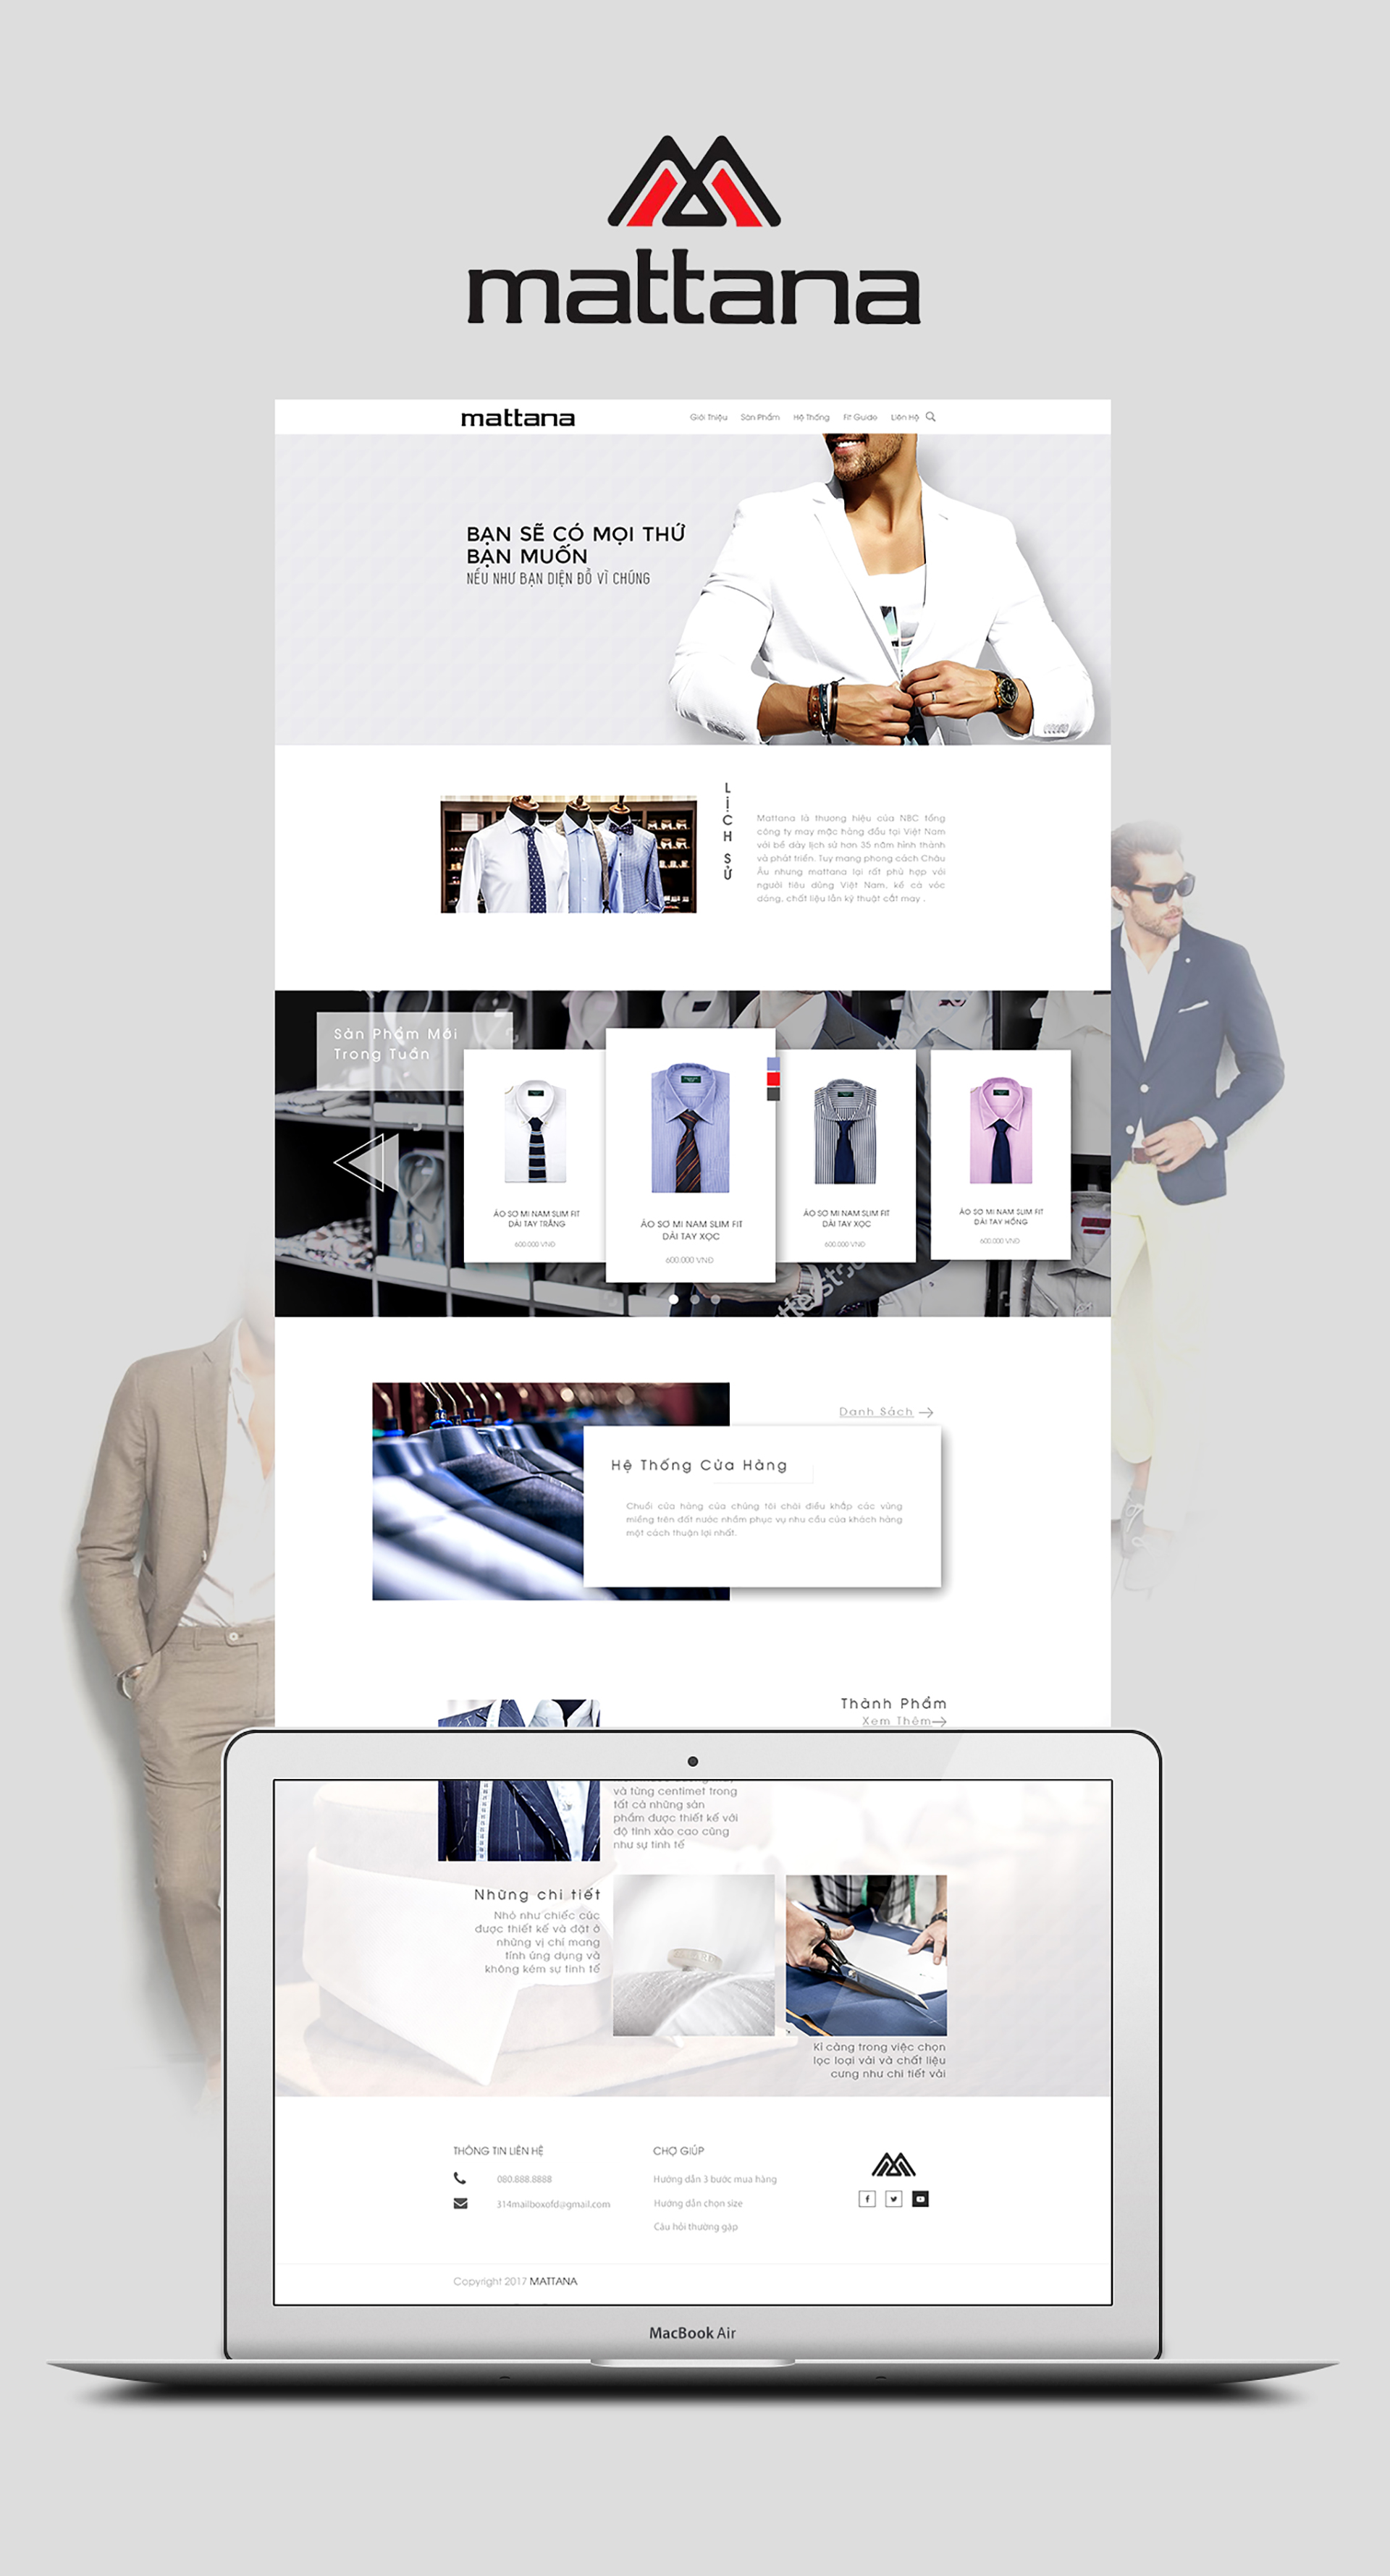 mattana
mattana
Giới Thiệu
Sản Phẩm
Hệ Thống
Fit Guide
Liên Hệ
BẠN SẼ CÓ MỌI THỨ
BẠN MUỐN
NẾU NHƯ BẠN DIỆN ĐỒ VÌ CHÚNG
LỊCH SỬ
Mattana là thương hiệu của NBC tổng
công ty may mặc hàng đầu tại Việt Nam
với bề dày lịch sử hơn 35 năm hình thành
và phát triển. Tuy mang phong cách Châu
Âu nhưng mattana lại rất phù hợp với
người tiêu dùng Việt Nam, kể cả vóc
dáng, chất liệu lẫn kỹ thuật cắt may .
Sản Phẩm Mới
Trong Tuần
ÁO SƠ MI NAM SLIM FIT
DÀI TAY TRẮNG
600.000 VNĐ
ÁO SƠ MI NAM SLIM FIT
DÀI TAY XỌC
600.000 VNĐ
ÁO SƠ MI NAM SLIM FIT
DÀI TAY XỌC
600.000 VNĐ
ÁO SƠ MI NAM SLIM FIT
DÀI TAY HỒNG
600.000 VNĐ
Danh Sách
Hệ Thống Cửa Hàng
Chuỗi cửa hàng của chúng tôi chải điều khắp các vùng
miềng trên đất nước nhầm phục vụ nhu cầu của khách hàng
một cách thuận lợi nhất.
Thành Phẩm
Xem Thêm
và từng centimet trong
tất cả những sản
phẩm được thiết kế với
độ tinh xảo cao cũng
như sự tinh tế
Những chi tiết
Nhỏ như chiếc cúc
được thiết kế và đặt ở
những vị chí mang
tính ứng dụng và
không kém sự tinh tế
Kĩ càng trong việc chọn
lọc loại vải và chất liệu
cung như chi tiết vải
THÔNG TIN LIÊN HỆ
080.888.8888
314mailboxofd@gmail.com
CHỢ GIÚP
Hướng dẫn 3 bước mua hàng
Hướng dẫn chọn size
Câu hỏi thường gặp
Copyright 2017 MATTANA
MacBook Air